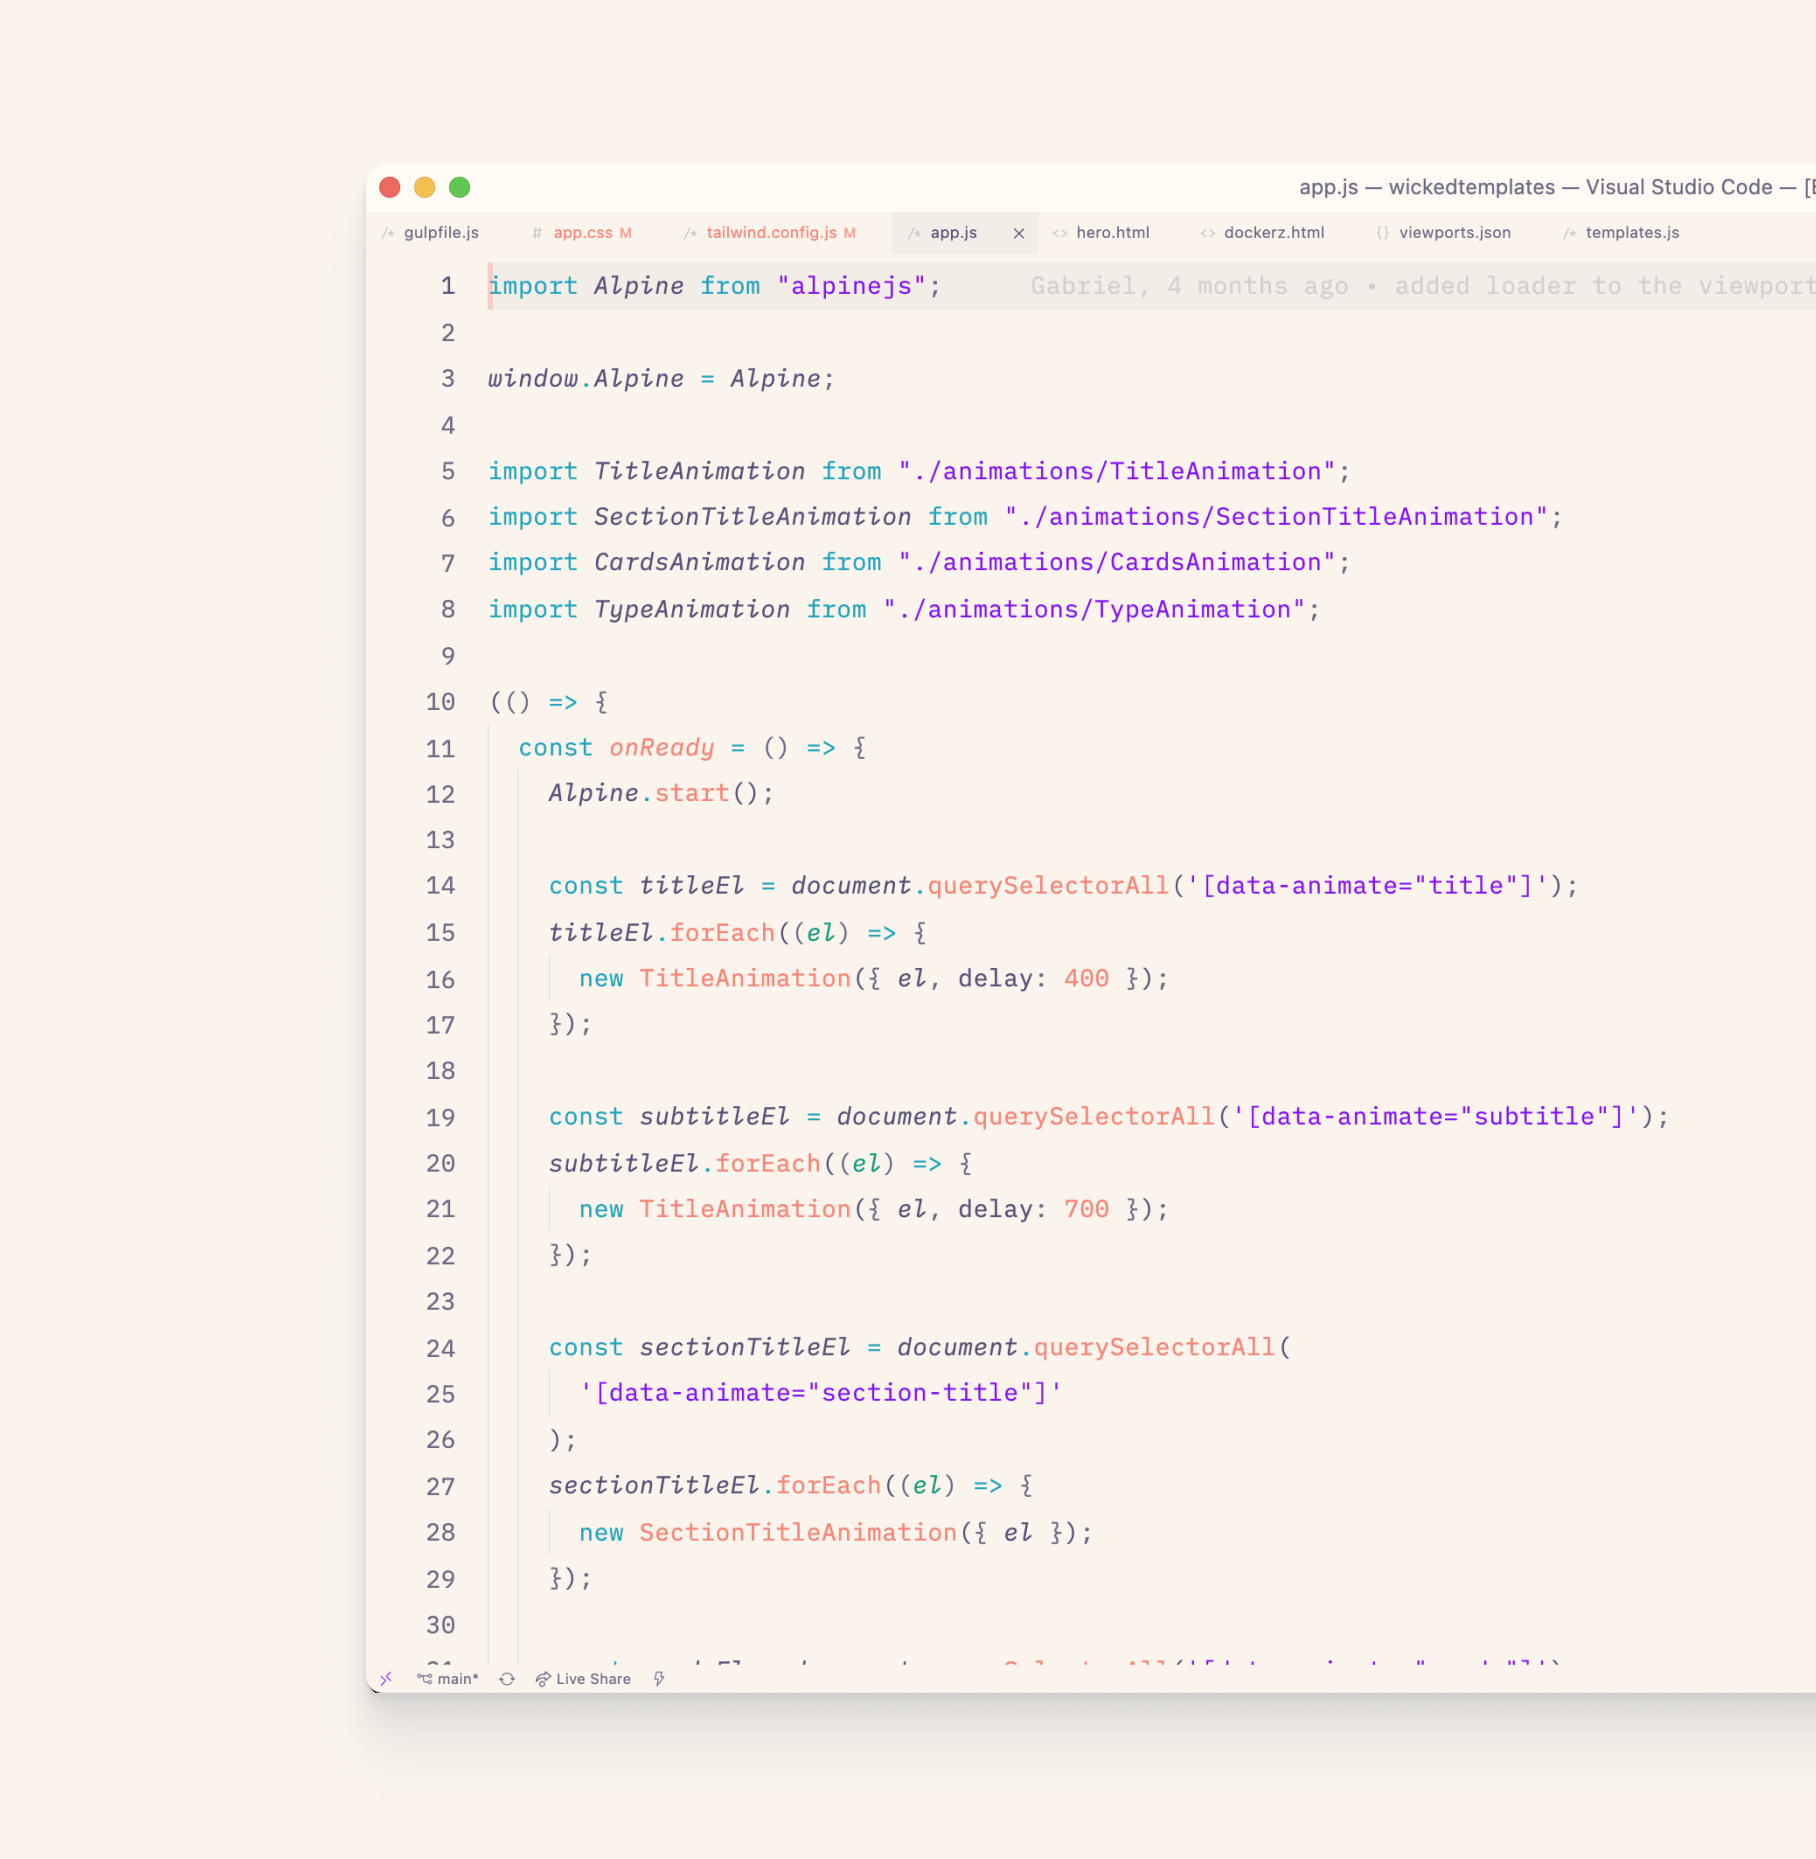 app.js — wickedtemplates — Visual Studio Code — [
gulpfile.js # app.css M tailwind.config.js M app.js hero.html dockerz.html viewports.json templates.js
1 import Alpine from "alpinejs"; Gabriel, 4 months ago • added loader to the viewport
2
3 window.Alpine = Alpine;
4
5 import TitleAnimation from "./animations/TitleAnimation";
6 import SectionTitleAnimation from "./animations/SectionTitleAnimation";
7 import CardsAnimation from "./animations/CardsAnimation";
8 import TypeAnimation from "./animations/TypeAnimation";
9
10 (() => {
11 const onReady = () => {
12 Alpine.start();
13
14 const titleEl = document.querySelectorAll('[data-animate="title"]');
15 titleEl.forEach((el) => {
16 new TitleAnimation({ el, delay: 400 });
17 });
18
19 const subtitleEl = document.querySelectorAll('[data-animate="subtitle"]');
20 subtitleEl.forEach((el) => {
21 new TitleAnimation({ el, delay: 700 });
22 });
23
24 const sectionTitleEl = document.querySelectorAll(
25 '[data-animate="section-title"]'
26 );
27 sectionTitleEl.forEach((el) => {
28 new SectionTitleAnimation({ el });
29 });
30
main* Live Share